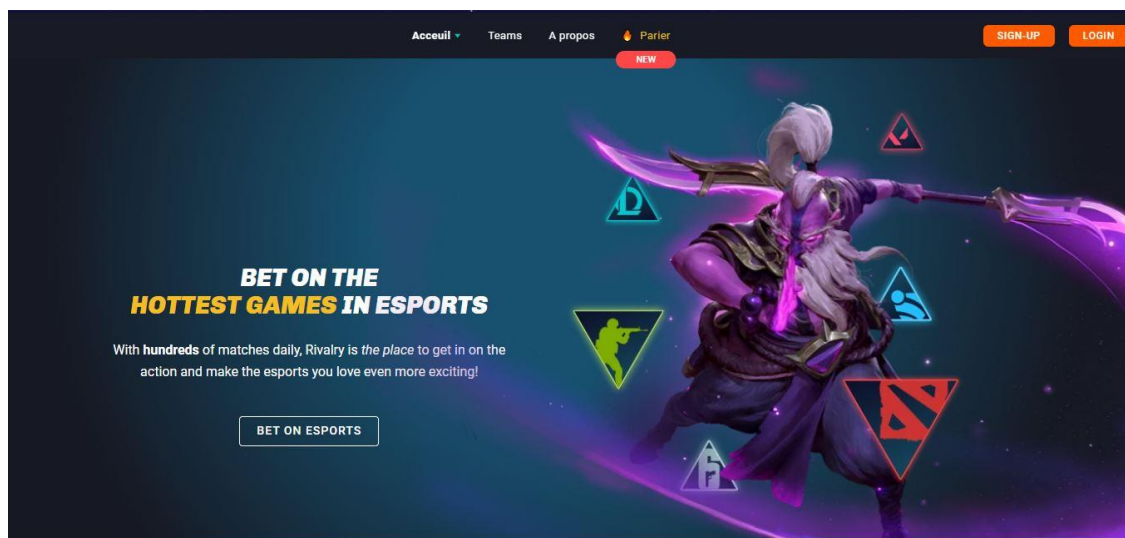 Acceuil
Teams
A propos
Parier
SIGN-UP
LOGIN
NEW
BET ON THE
HOTTEST GAMES IN ESPORTS
With hundreds of matches daily, Rivalry is the place to get in on the
action and make the esports you love even more exciting!
BET ON ESPORTS
6